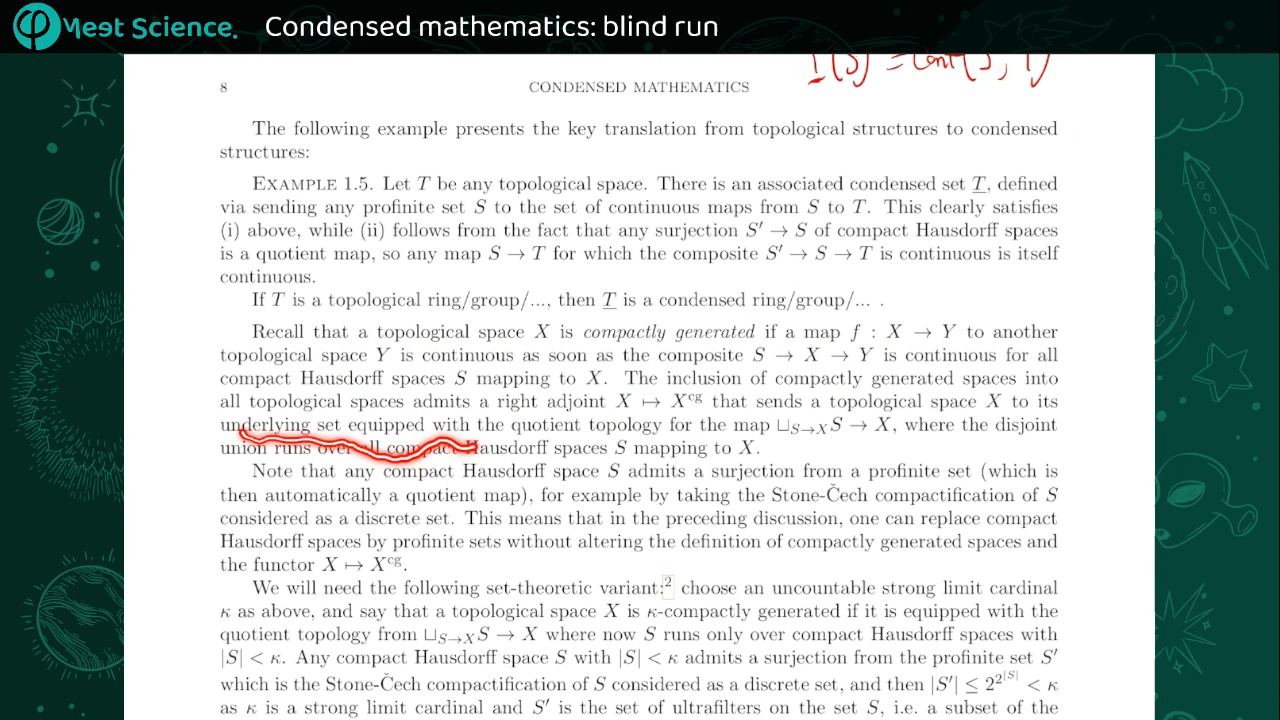 Meet Science.
Condensed mathematics: blind run
T(S) = Cont(S, T)
8 CONDENSED MATHEMATICS
The following example presents the key translation from topological structures to condensed
structures:
EXAMPLE 1.5. Let T be any topological space. There is an associated condensed set T, defined
via sending any profinite set S to the set of continuous maps from S to T. This clearly satisfies
(i) above, while (ii) follows from the fact that any surjection S′ → S of compact Hausdorff spaces
is a quotient map, so any map S → T for which the composite S′ → S → T is continuous is itself
continuous.
If T is a topological ring/group/..., then T is a condensed ring/group/... .
Recall that a topological space X is compactly generated if a map f : X → Y to another
topological space Y is continuous as soon as the composite S → X → Y is continuous for all
compact Hausdorff spaces S mapping to X. The inclusion of compactly generated spaces into
all topological spaces admits a right adjoint X ↦ Xᶜᵍ that sends a topological space X to its
underlying set equipped with the quotient topology for the map ⊔_{S→X}S → X, where the disjoint
union runs over all compact Hausdorff spaces S mapping to X.
Note that any compact Hausdorff space S admits a surjection from a profinite set (which is
then automatically a quotient map), for example by taking the Stone-Čech compactification of S
considered as a discrete set. This means that in the preceding discussion, one can replace compact
Hausdorff spaces by profinite sets without altering the definition of compactly generated spaces and
the functor X ↦ Xᶜᵍ.
We will need the following set-theoretic variant:² choose an uncountable strong limit cardinal
κ as above, and say that a topological space X is κ-compactly generated if it is equipped with the
quotient topology from ⊔_{S→X}S → X where now S runs only over compact Hausdorff spaces with
|S| < κ. Any compact Hausdorff space S with |S| < κ admits a surjection from the profinite set S′
which is the Stone-Čech compactification of S considered as a discrete set, and then |S′| ≤ 2^{2^{|S|}} < κ
as κ is a strong limit cardinal and S′ is the set of ultrafilters on the set S, i.e. a subset of the